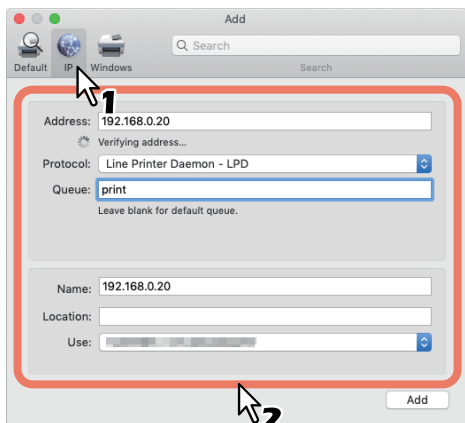 Add
Search
Default IP Windows Search
1
Address: 192.168.0.20
Verifying address...
Protocol: Line Printer Daemon - LPD
Queue: print
Leave blank for default queue.
Name: 192.168.0.20
Location:
Use:
Add
2